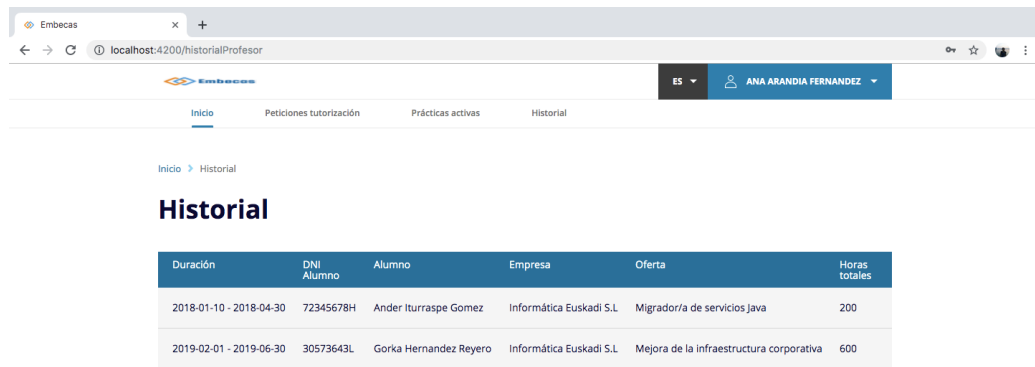 Embecas
localhost:4200/historialProfesor
Embecas
ES
ANA ARANDIA FERNANDEZ
Inicio Peticiones tutorización Prácticas activas Historial
Inicio > Historial
Historial
Duración DNI Alumno Alumno Empresa Oferta Horas totales
2018-01-10 - 2018-04-30 72345678H Ander Iturraspe Gomez Informática Euskadi S.L Migrador/a de servicios Java 200
2019-02-01 - 2019-06-30 30573643L Gorka Hernandez Reyero Informática Euskadi S.L Mejora de la infraestructura corporativa 600